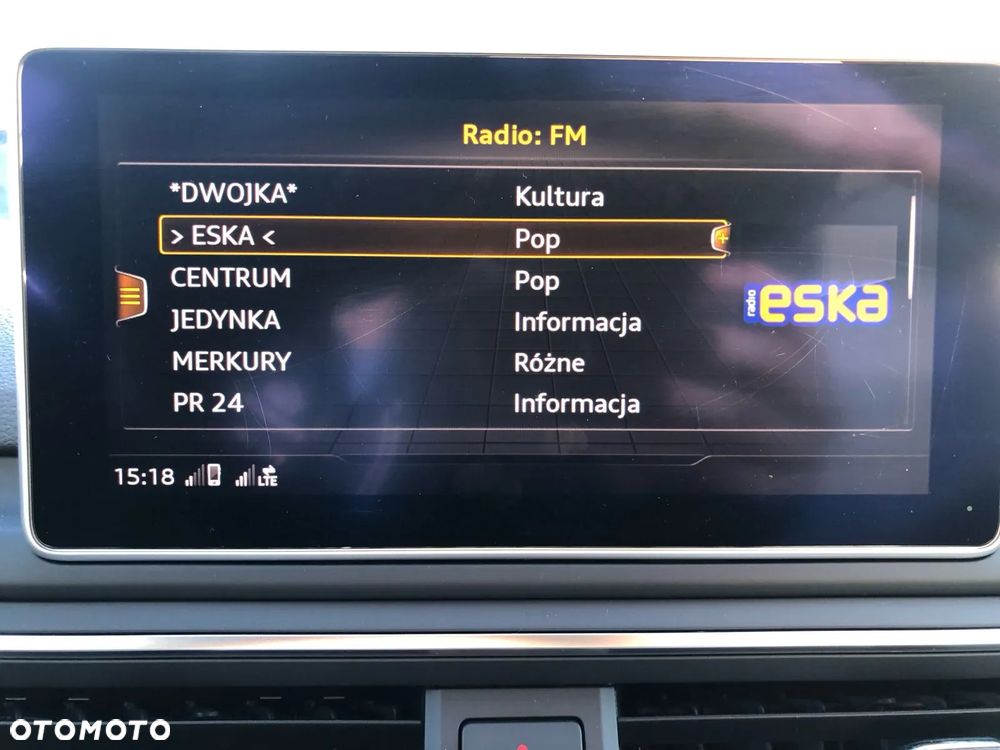 Radio: FM
*DWOJKA* Kultura
> ESKA < Pop
CENTRUM Pop
JEDYNKA Informacja
MERKURY Różne
PR 24 Informacja
radio eska
15:18 LTE
OTOMOTO